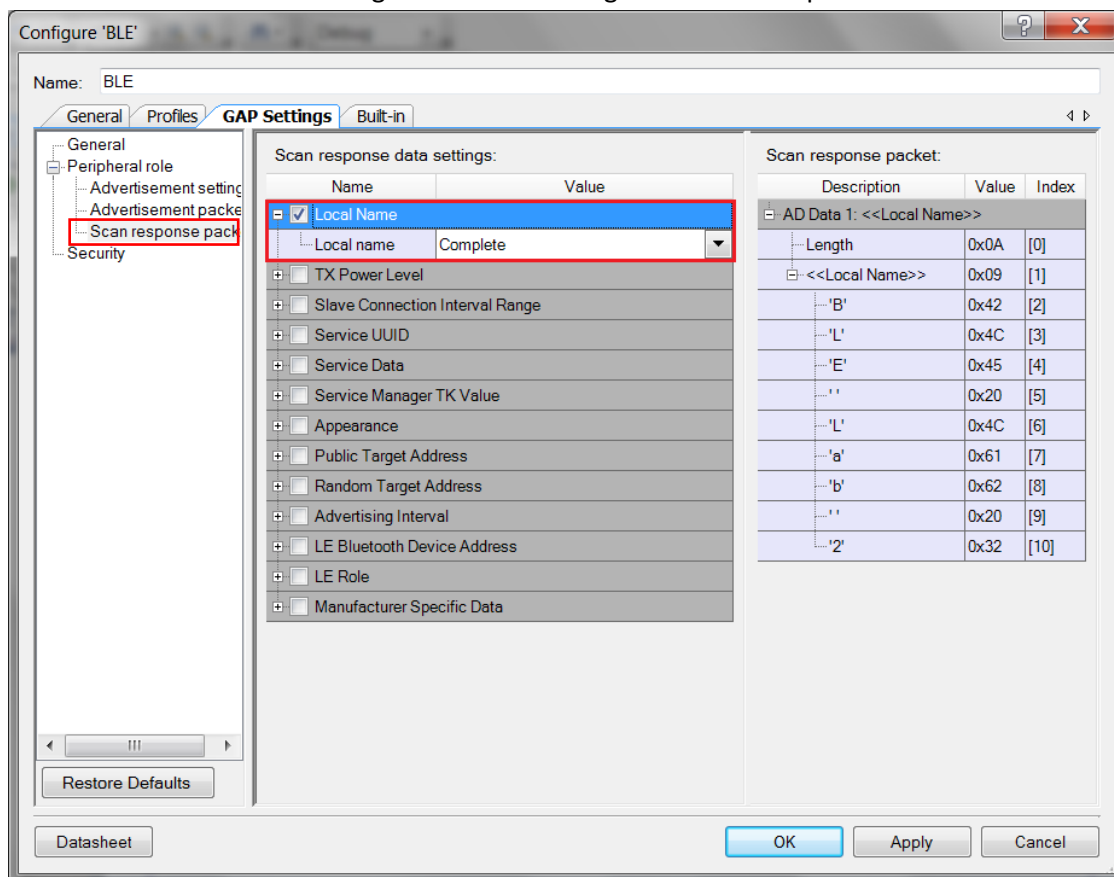 Configure 'BLE'
Name: BLE
General Profiles GAP Settings Built-in
General
Peripheral role
Advertisement setting
Advertisement packe
Scan response pack
Security
Restore Defaults
Scan response data settings:
Name Value
Local Name
Local name Complete
TX Power Level
Slave Connection Interval Range
Service UUID
Service Data
Service Manager TK Value
Appearance
Public Target Address
Random Target Address
Advertising Interval
LE Bluetooth Device Address
LE Role
Manufacturer Specific Data
Scan response packet:
Description Value Index
AD Data 1: <<Local Name>>
Length 0x0A [0]
<<Local Name>> 0x09 [1]
'B' 0x42 [2]
'L' 0x4C [3]
'E' 0x45 [4]
' ' 0x20 [5]
'L' 0x4C [6]
'a' 0x61 [7]
'b' 0x62 [8]
' ' 0x20 [9]
'2' 0x32 [10]
Datasheet OK Apply Cancel